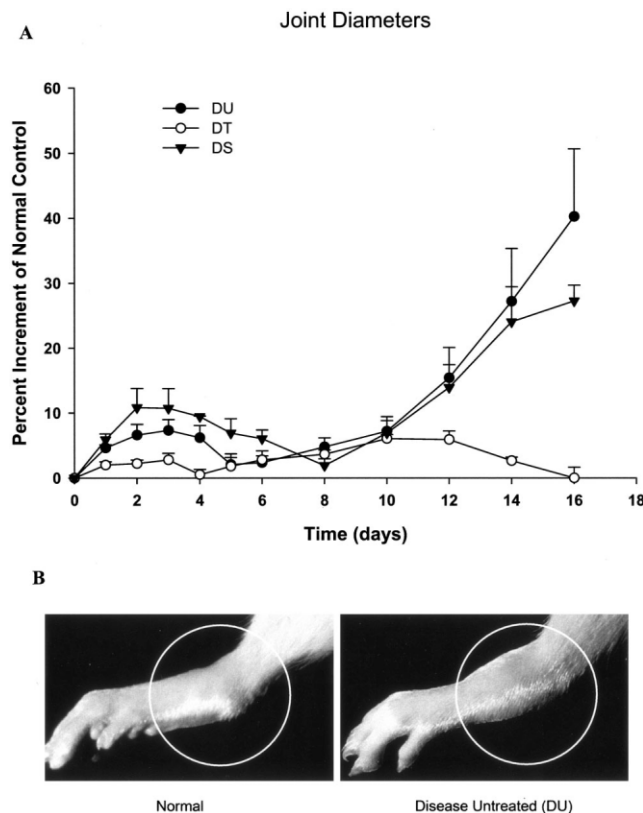 Joint Diameters
A
Percent Increment of Normal Control
60
50
40
30
20
10
0
DU
DT
DS
0 2 4 6 8 10 12 14 16 18
Time (days)
B
Normal
Disease Untreated (DU)